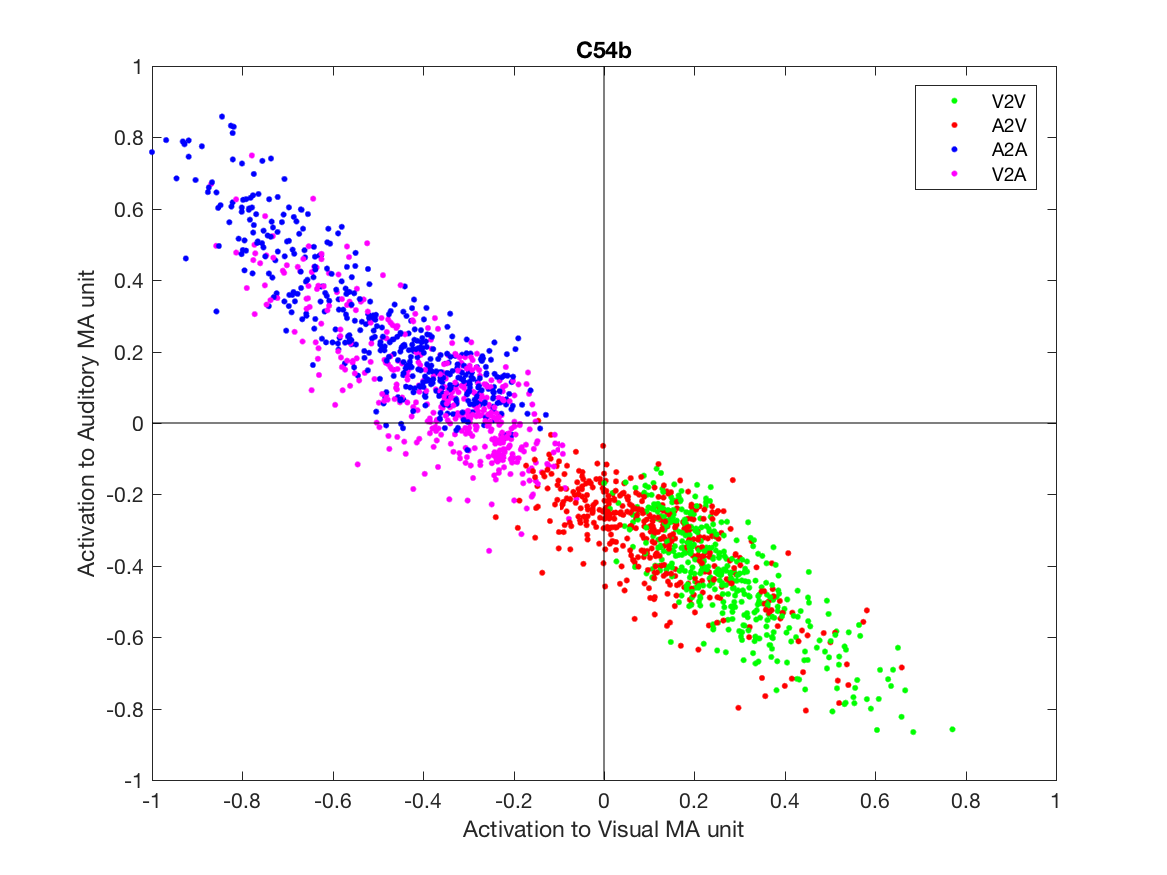 C54b
V2V
A2V
A2A
V2A
1
0.8
0.6
0.4
0.2
0
-0.2
-0.4
-0.6
-0.8
-1
Activation to Auditory MA unit
-1 -0.8 -0.6 -0.4 -0.2 0 0.2 0.4 0.6 0.8 1
Activation to Visual MA unit